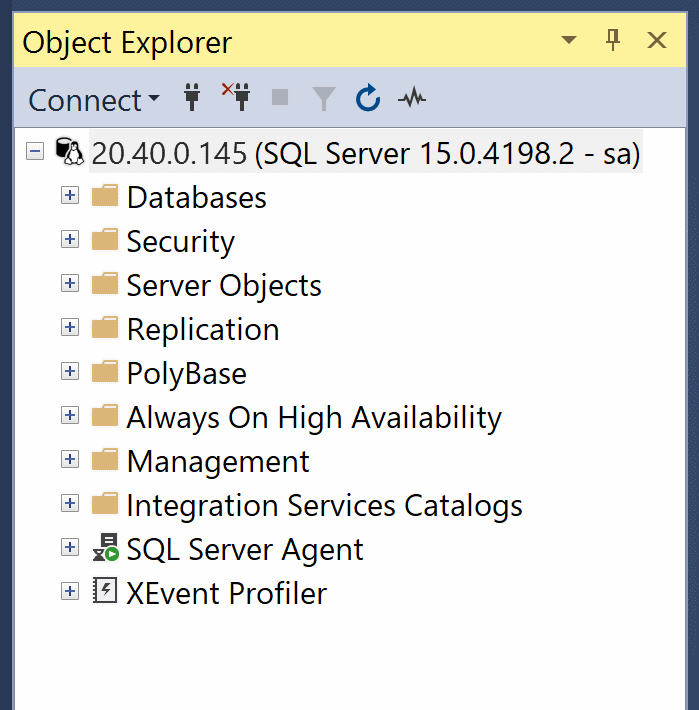 Object Explorer
Connect
20.40.0.145 (SQL Server 15.0.4198.2 - sa)
Databases
Security
Server Objects
Replication
PolyBase
Always On High Availability
Management
Integration Services Catalogs
SQL Server Agent
XEvent Profiler